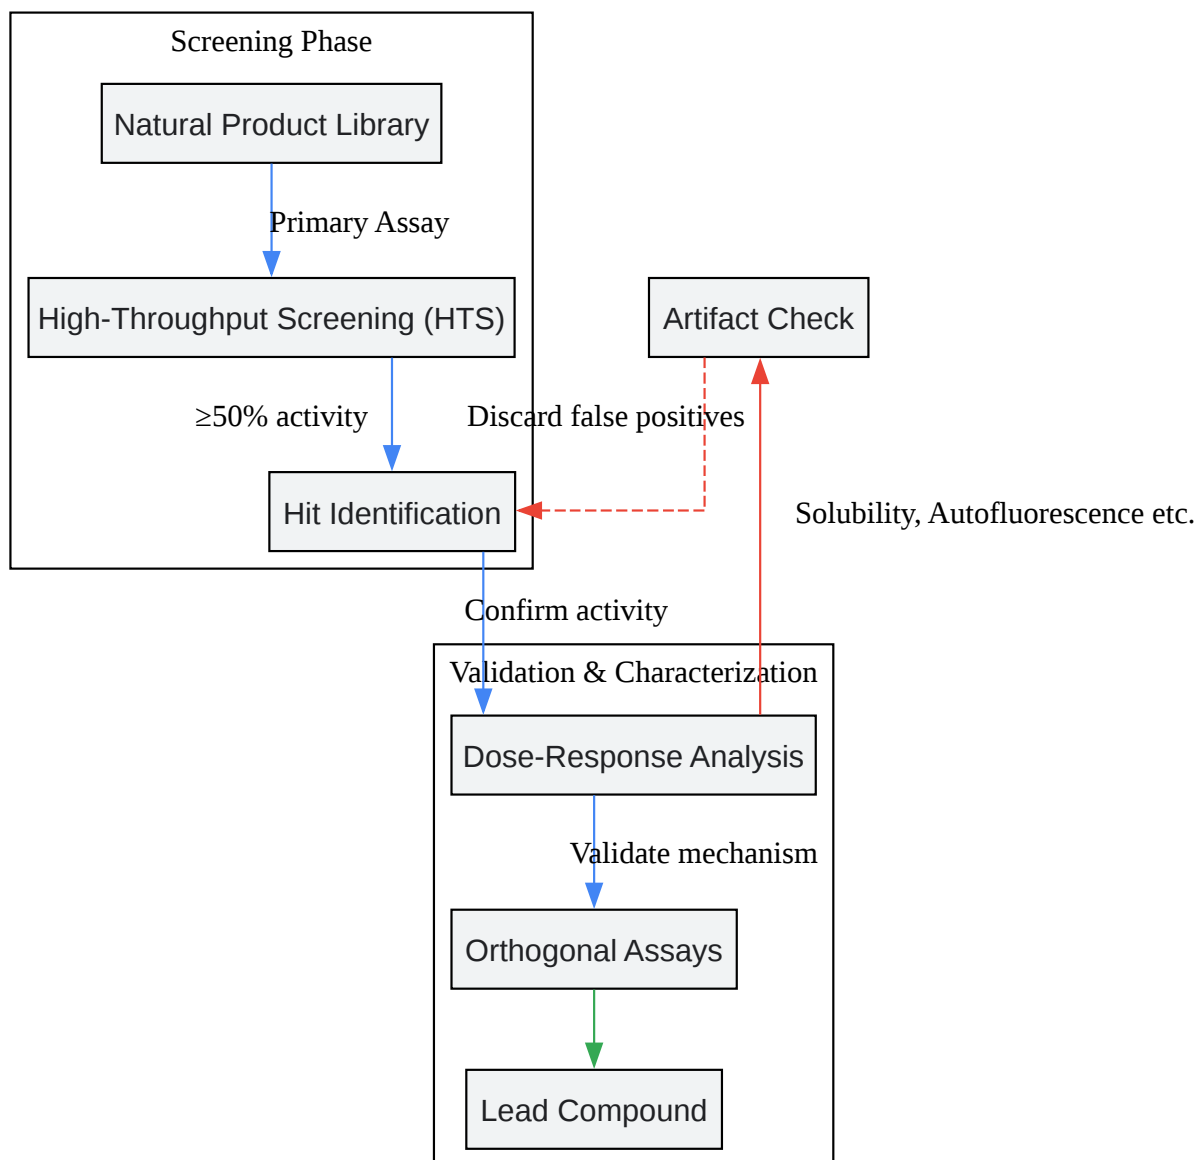 Screening Phase
Natural Product Library
Primary Assay
High-Throughput Screening (HTS)
Artifact Check
≥50% activity
Discard false positives
Hit Identification
Solubility, Autofluorescence etc.
Confirm activity
Validation & Characterization
Dose-Response Analysis
Validate mechanism
Orthogonal Assays
Lead Compound